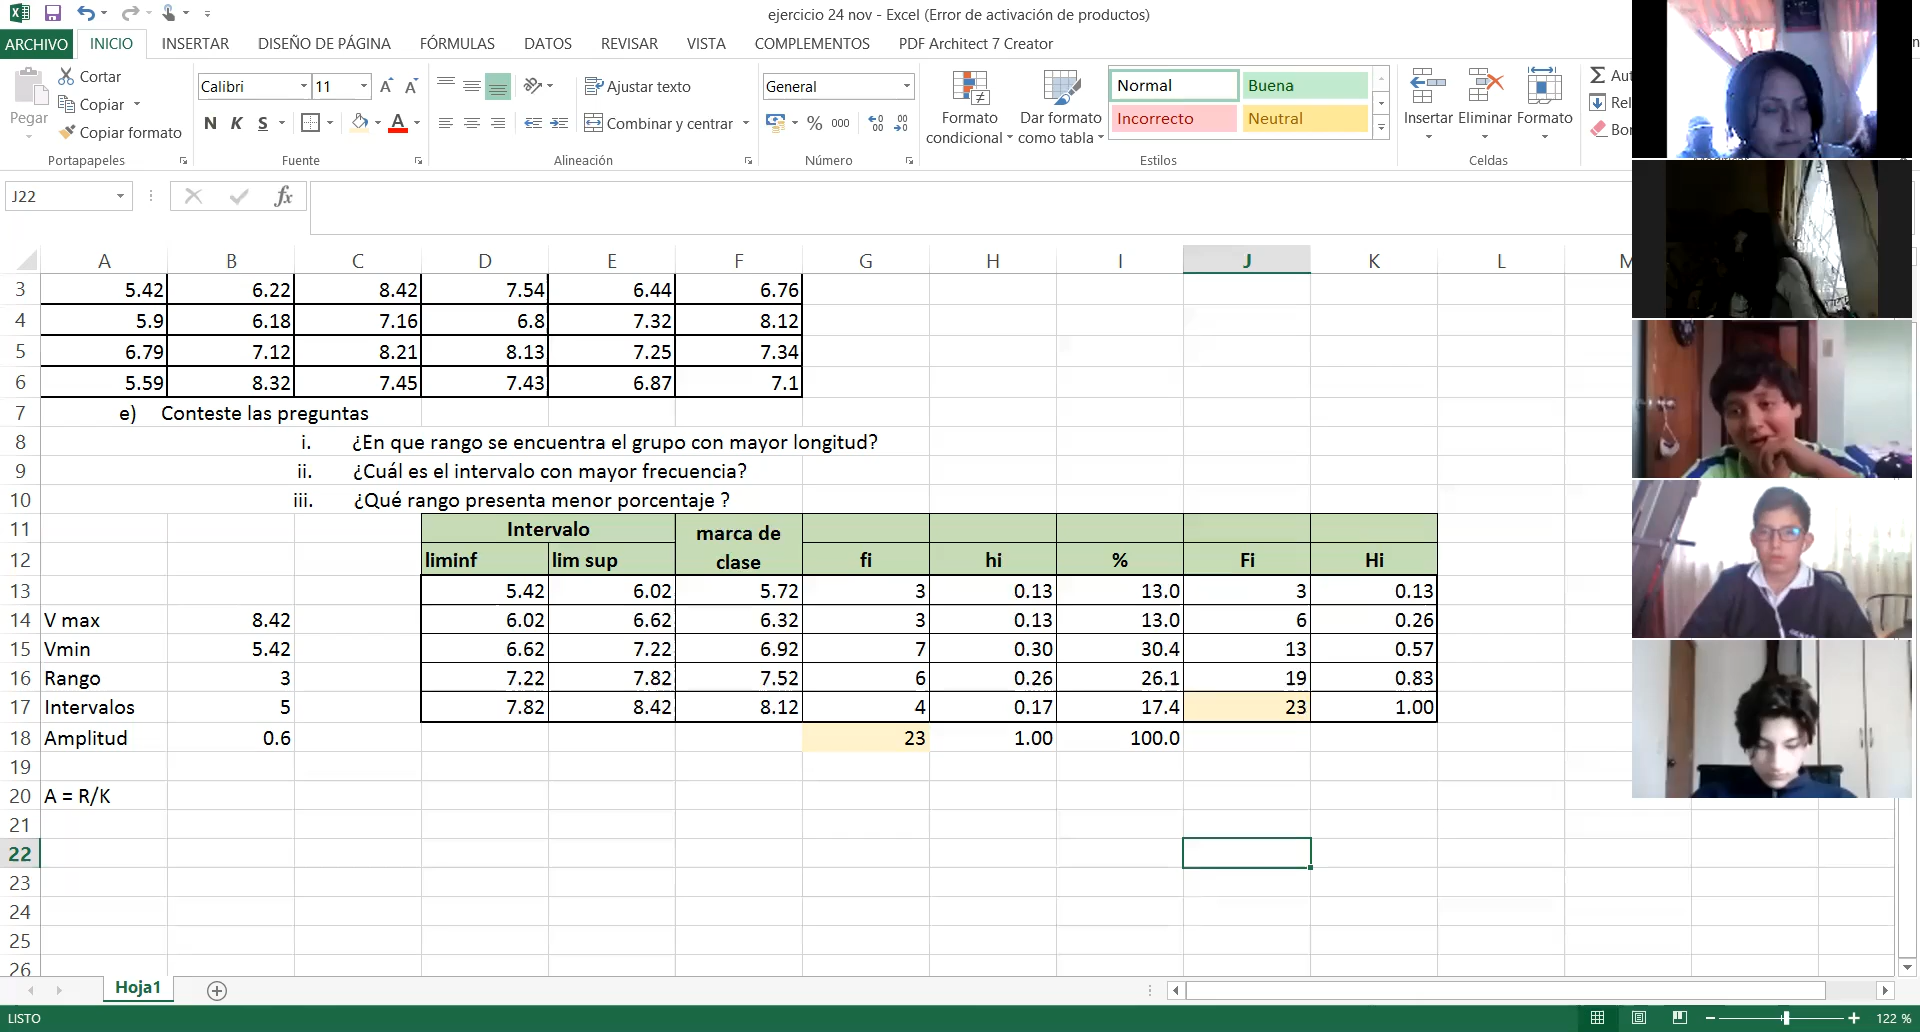 ejercicio 24 nov - Excel (Error de activación de productos)
ARCHIVO INICIO INSERTAR DISEÑO DE PÁGINA FÓRMULAS DATOS REVISAR VISTA COMPLEMENTOS PDF Architect 7 Creator
Pegar
Cortar
Copiar
Copiar formato
Portapapeles
Calibri 11
N K S
Fuente
Ajustar texto
Combinar y centrar
Alineación
General
% 000
Número
Formato condicional
Dar formato como tabla
Normal Buena
Incorrecto Neutral
Estilos
Insertar Eliminar Formato
Celdas
Σ Aut
Rel
Bor
J22
fx
A B C D E F G H I J K L M
3 5.42 6.22 8.42 7.54 6.44 6.76
4 5.9 6.18 7.16 6.8 7.32 8.12
5 6.79 7.12 8.21 8.13 7.25 7.34
6 5.59 8.32 7.45 7.43 6.87 7.1
7 e) Conteste las preguntas
8 i. ¿En que rango se encuentra el grupo con mayor longitud?
9 ii. ¿Cuál es el intervalo con mayor frecuencia?
10 iii. ¿Qué rango presenta menor porcentaje ?
11 Intervalo marca de
12 liminf lim sup clase fi hi % Fi Hi
13 5.42 6.02 5.72 3 0.13 13.0 3 0.13
14 V max 8.42 6.02 6.62 6.32 3 0.13 13.0 6 0.26
15 Vmin 5.42 6.62 7.22 6.92 7 0.30 30.4 13 0.57
16 Rango 3 7.22 7.82 7.52 6 0.26 26.1 19 0.83
17 Intervalos 5 7.82 8.42 8.12 4 0.17 17.4 23 1.00
18 Amplitud 0.6 23 1.00 100.0
19
20 A = R/K
21
22
23
24
25
26
Hoja1
LISTO
122 %